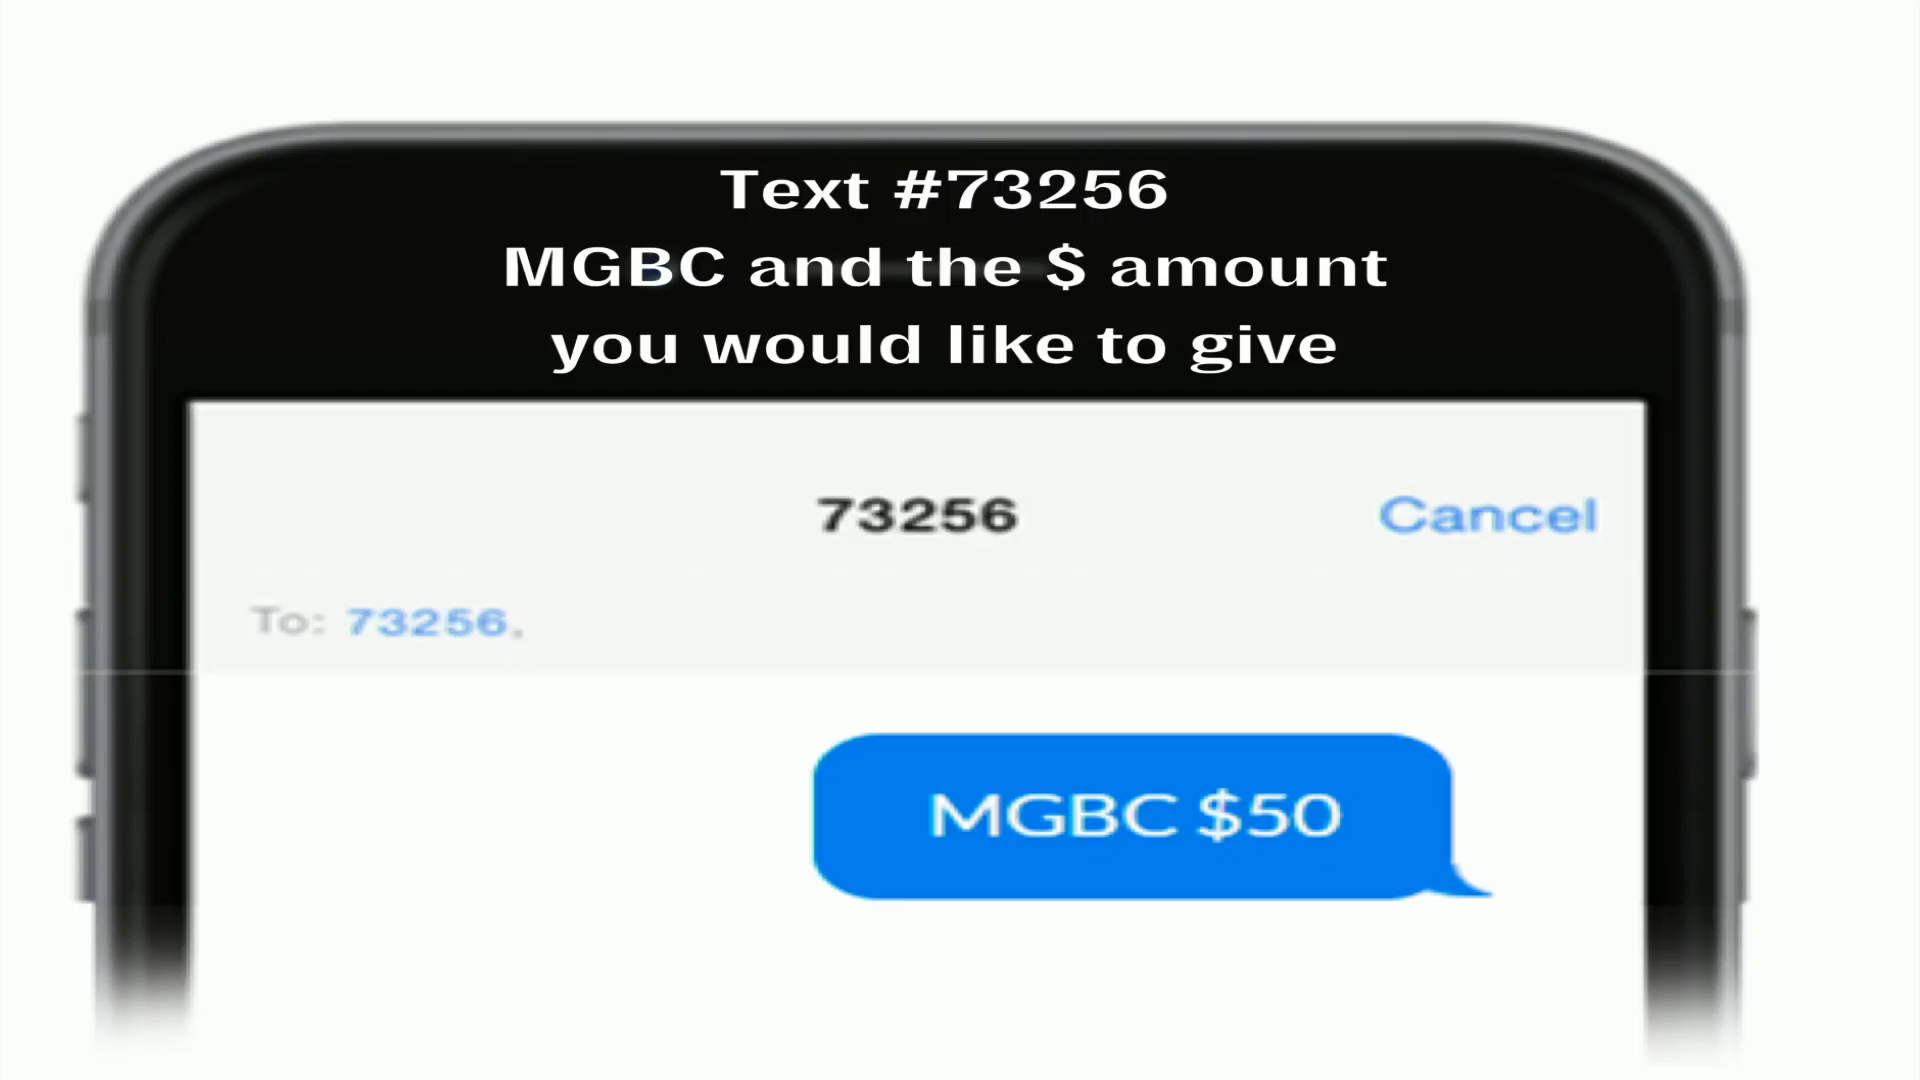 Text #73256
MGBC and the $ amount
you would like to give
73256
Cancel
To: 73256,
MGBC $50